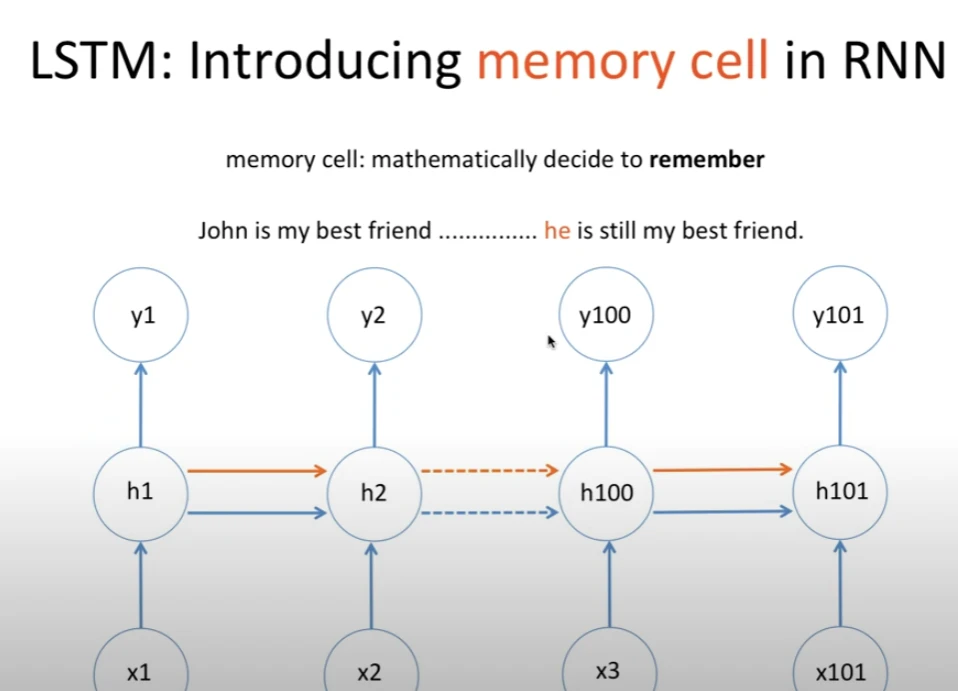 LSTM: Introducing memory cell in RNN
memory cell: mathematically decide to remember
John is my best friend ............... he is still my best friend.
y1 y2 y100 y101
h1 h2 h100 h101
x1 x2 x3 x101